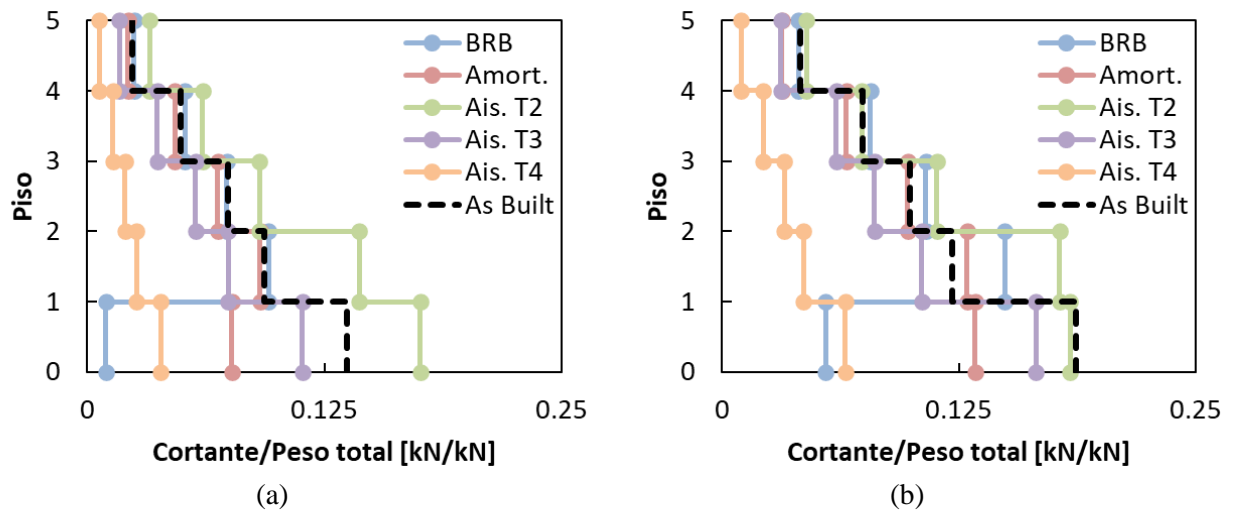 5
4
3
2
1
0
Piso
BRB
Amort.
Ais. T2
Ais. T3
Ais. T4
As Built
0
0.125
0.25
Cortante/Peso total [kN/kN]
(a)
5
4
3
2
1
0
Piso
BRB
Amort.
Ais. T2
Ais. T3
Ais. T4
As Built
0
0.125
0.25
Cortante/Peso total [kN/kN]
(b)